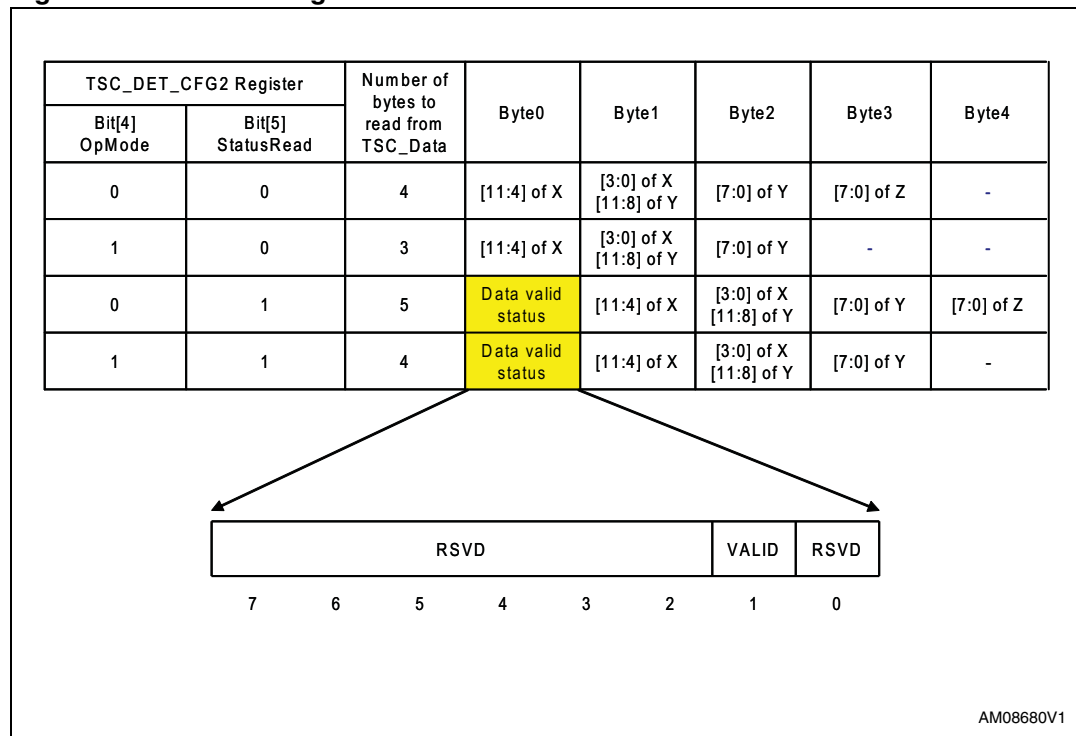 TSC_DET_CFG2 Register
Number of
bytes to
read from
TSC_Data
Byte0
Byte1
Byte2
Byte3
Byte4
Bit[4]
OpMode
Bit[5]
StatusRead
0
0
4
[11:4] of X
[3:0] of X
[11:8] of Y
[7:0] of Y
[7:0] of Z
-
1
0
3
[11:4] of X
[3:0] of X
[11:8] of Y
[7:0] of Y
-
-
0
1
5
Data valid
status
[11:4] of X
[3:0] of X
[11:8] of Y
[7:0] of Y
[7:0] of Z
1
1
4
Data valid
status
[11:4] of X
[3:0] of X
[11:8] of Y
[7:0] of Y
-
RSVD VALID RSVD
7 6 5 4 3 2 1 0
AM08680V1